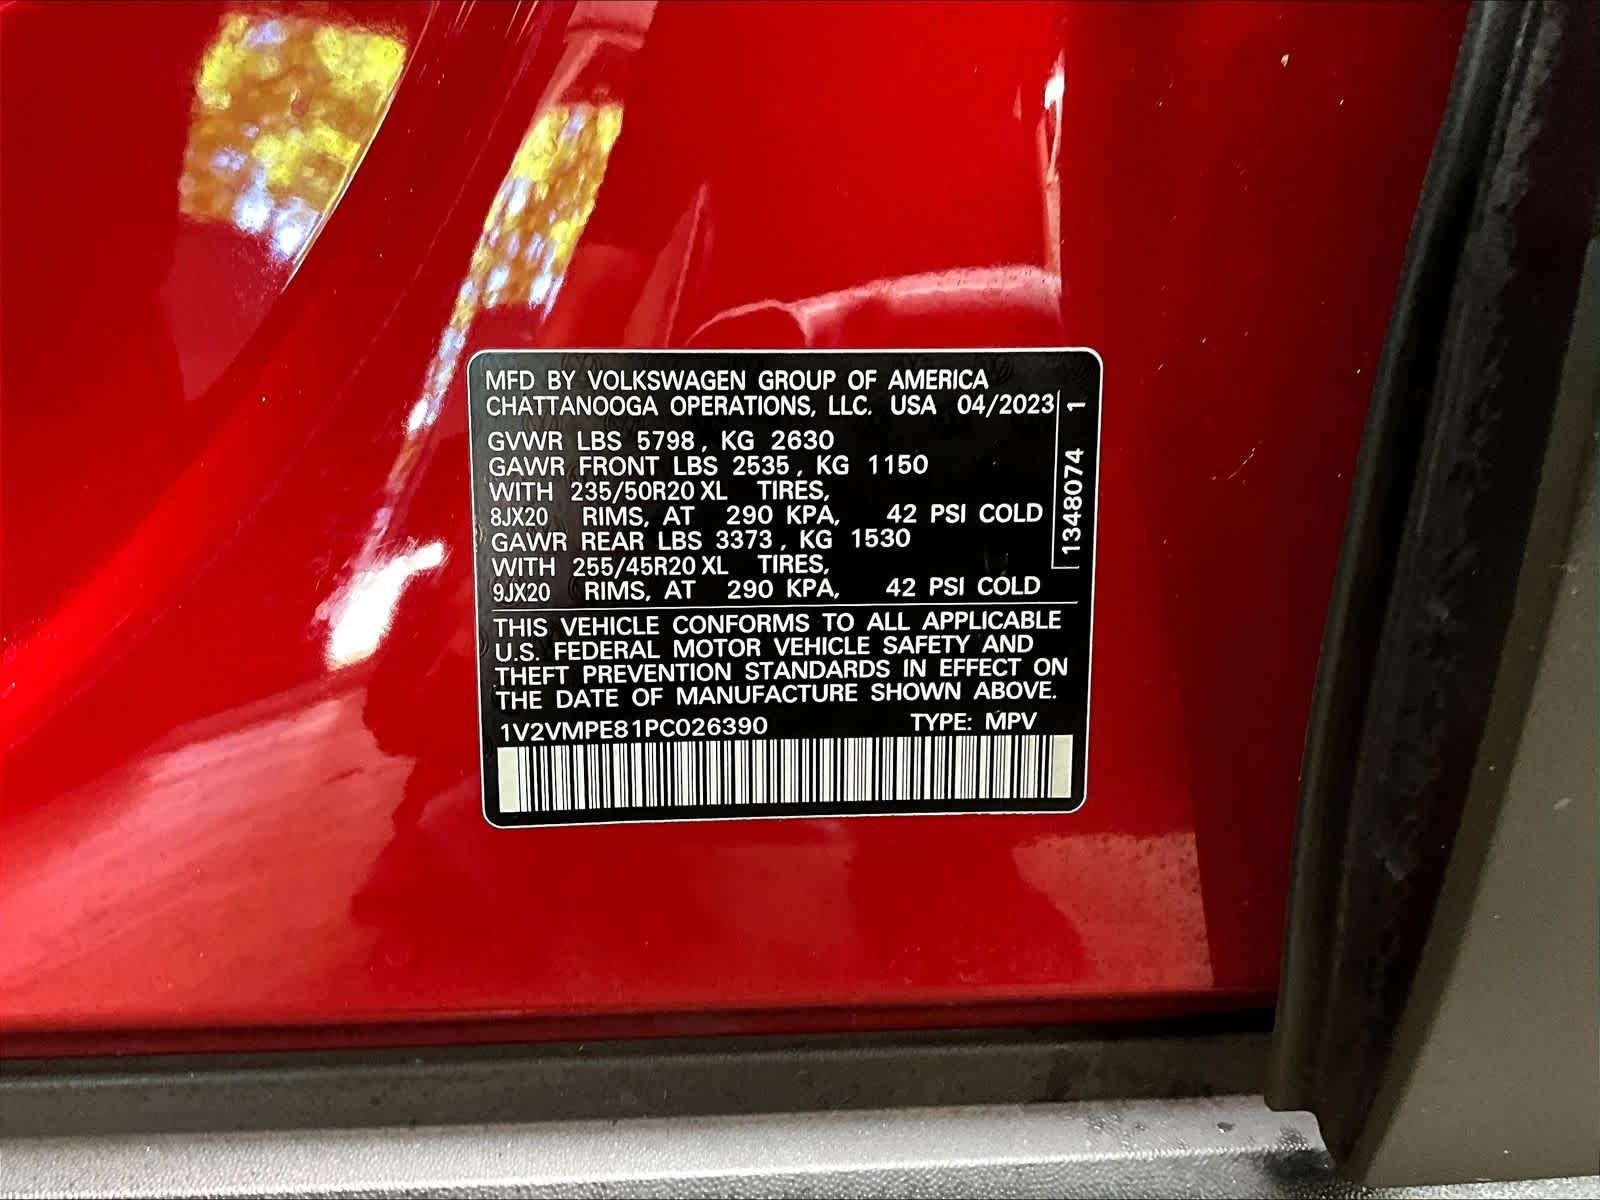 MFD BY VOLKSWAGEN GROUP OF AMERICA
CHATTANOOGA OPERATIONS, LLC. USA 04/2023
GVWR LBS 5798, KG 2630
GAWR FRONT LBS 2535, KG 1150
WITH 235/50R20 XL TIRES,
8JX20 RIMS, AT 290 KPA, 42 PSI COLD
GAWR REAR LBS 3373, KG 1530
WITH 255/45R20 XL TIRES,
9JX20 RIMS, AT 290 KPA, 42 PSI COLD
THIS VEHICLE CONFORMS TO ALL APPLICABLE
U.S. FEDERAL MOTOR VEHICLE SAFETY AND
THEFT PREVENTION STANDARDS IN EFFECT ON
THE DATE OF MANUFACTURE SHOWN ABOVE.
1V2VMPE81PC026390 TYPE: MPV
1348074 1